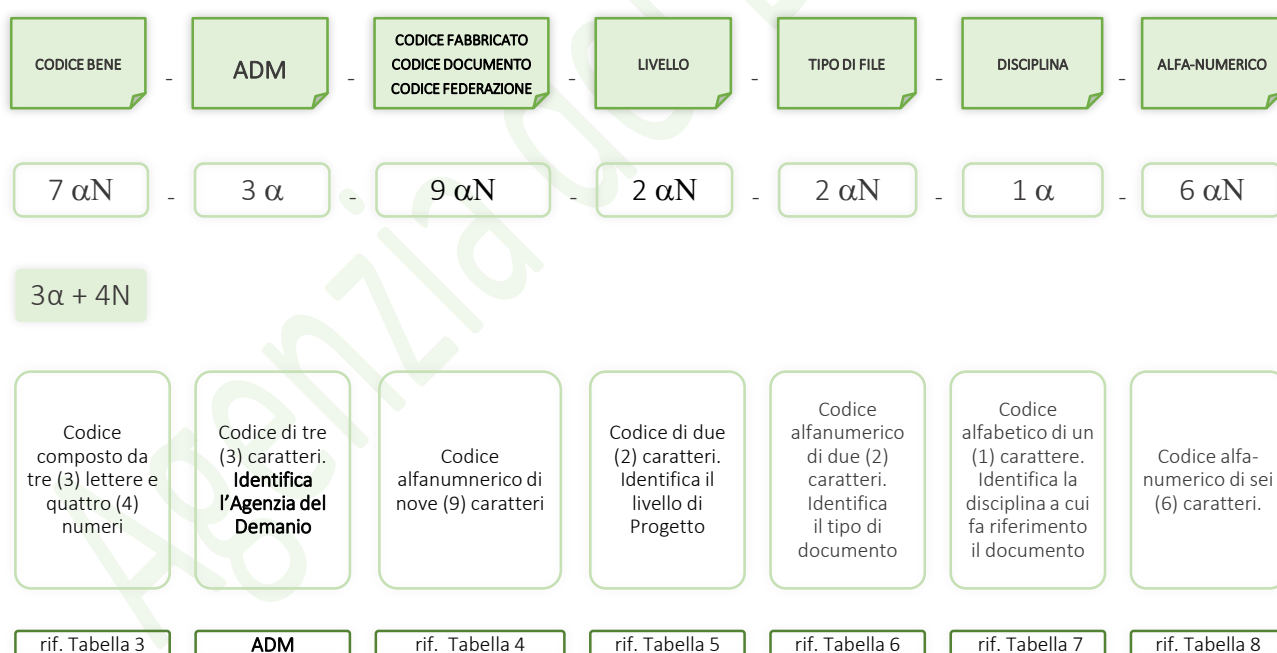 CODICE BENE
-
ADM
-
CODICE FABBRICATO
CODICE DOCUMENTO
CODICE FEDERAZIONE
-
LIVELLO
-
TIPO DI FILE
-
DISCIPLINA
-
ALFA-NUMERICO
7 αN
-
3 α
-
9 αN
-
2 αN
-
2 αN
-
1 α
-
6 αN
3α + 4N
Codice
composto da
tre (3) lettere e
quattro (4)
numeri
Codice di tre
(3) caratteri.
Identifica
l'Agenzia del
Demanio
Codice
alfanumnerico di
nove (9) caratteri
Codice di due
(2) caratteri.
Identifica il
livello di
Progetto
Codice
alfanumerico
di due (2)
caratteri.
Identifica
il tipo di
documento
Codice
alfabetico di un
(1) carattere.
Identifica la
disciplina a cui
fa riferimento
il documento
Codice alfa-
numerico di sei
(6) caratteri.
rif. Tabella 3
ADM
rif. Tabella 4
rif. Tabella 5
rif. Tabella 6
rif. Tabella 7
rif. Tabella 8
Agenzia de